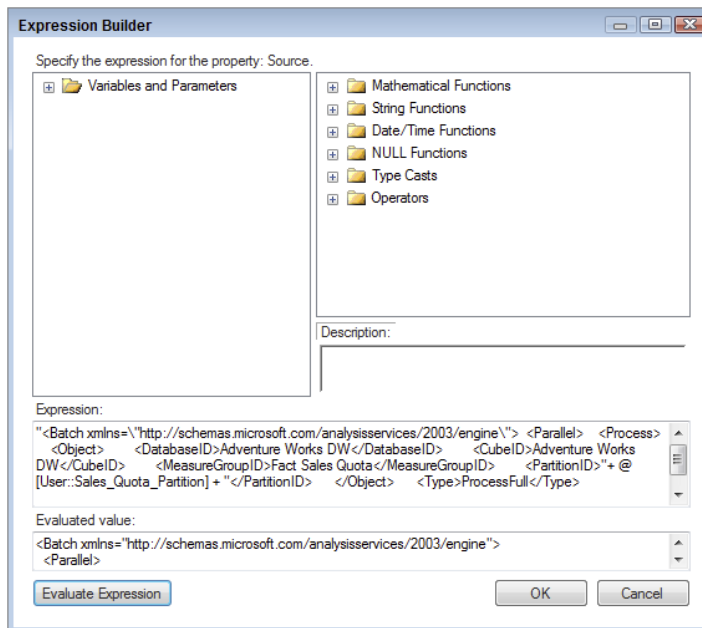 Expression Builder
Specify the expression for the property: Source.
Variables and Parameters
Mathematical Functions
String Functions
Date/Time Functions
NULL Functions
Type Casts
Operators
Description:
Expression:
"<Batch xmlns=\"http://schemas.microsoft.com/analysisservices/2003/engine\"> <Parallel> <Process>
<Object> <DatabaseID>Adventure Works DW</DatabaseID> <CubeID>Adventure Works
DW</CubeID> <MeasureGroupID>Fact Sales Quota</MeasureGroupID> <PartitionID>"+ @
[User::Sales_Quota_Partition] + "</PartitionID> </Object> <Type>ProcessFull</Type>
Evaluated value:
<Batch xmlns="http://schemas.microsoft.com/analysisservices/2003/engine">
<Parallel>
Evaluate Expression
OK
Cancel